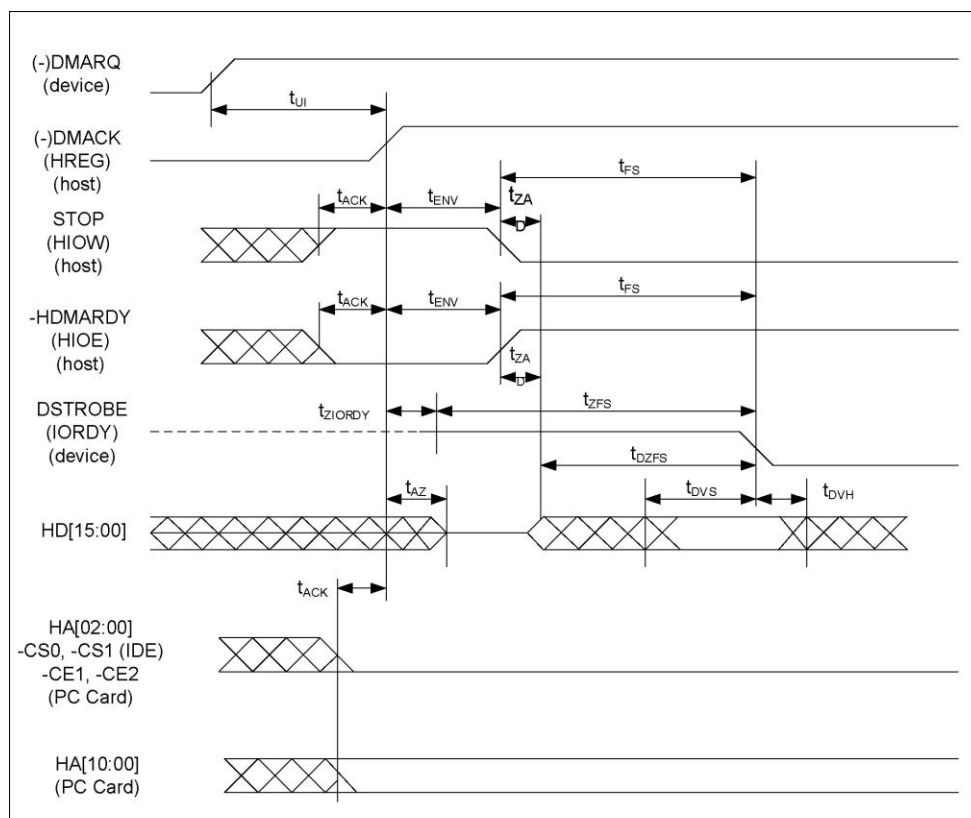 (-)DMARQ
(device)
tUI
(-)DMACK
(HREG)
(host)
tFS
tACK
tENV
tZA
D
STOP
(HIOW)
(host)
tACK
tENV
tFS
-HDMARDY
(HIOE)
(host)
tZA
D
DSTROBE
(IORDY)
(device)
tZIORDY
tZFS
tDZFS
tAZ
tDVS
tDVH
HD[15:00]
tACK
HA[02:00]
-CS0, -CS1 (IDE)
-CE1, -CE2
(PC Card)
HA[10:00]
(PC Card)